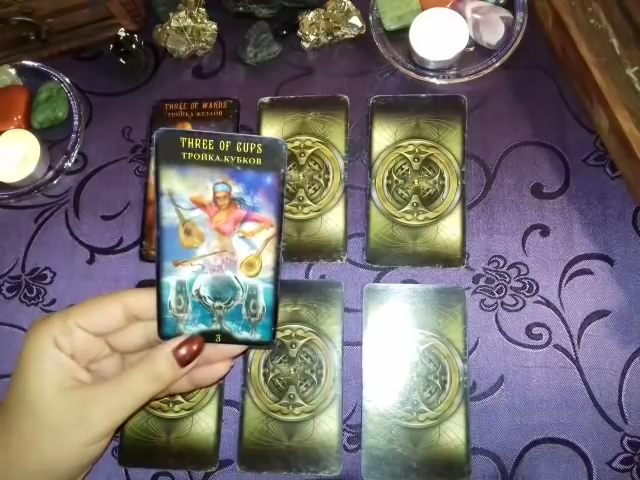 THREE OF WANDS
ТРОЙКА ЖЕЗЛОВ
THREE OF CUPS
ТРОЙКА КУБКОВ
3